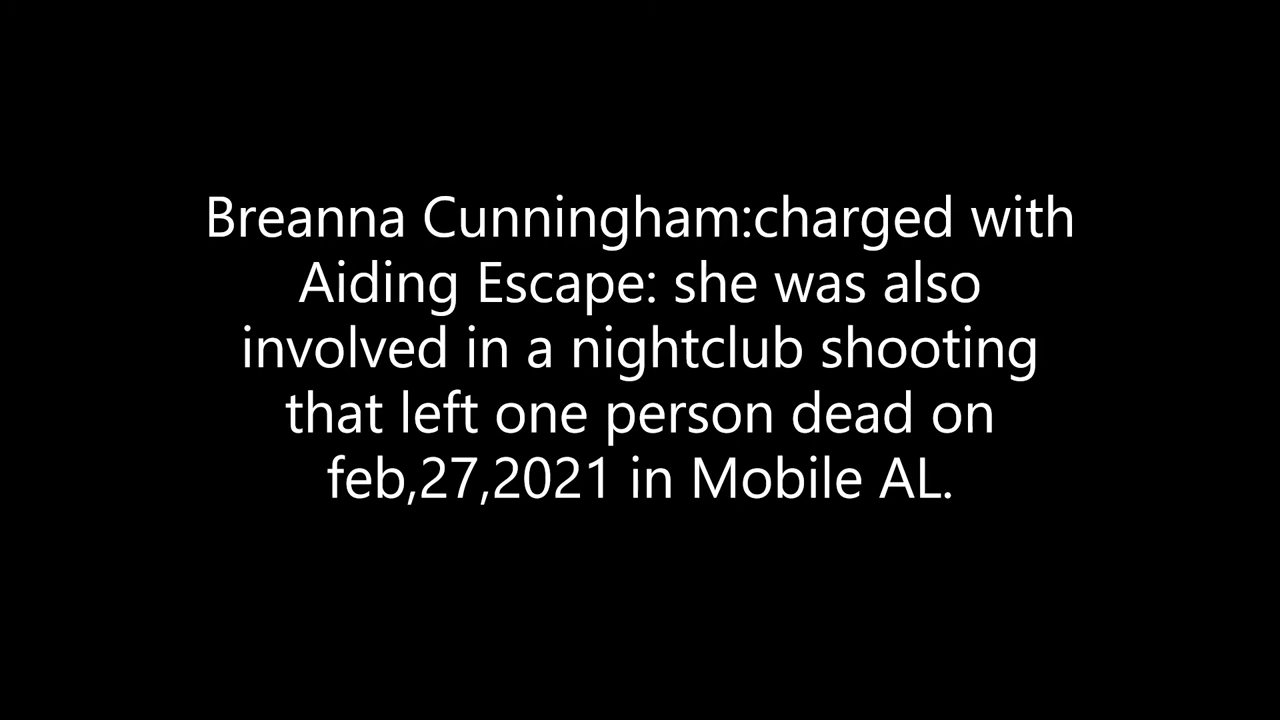 Breanna Cunningham:charged with
Aiding Escape: she was also
involved in a nightclub shooting
that left one person dead on
feb,27,2021 in Mobile AL.